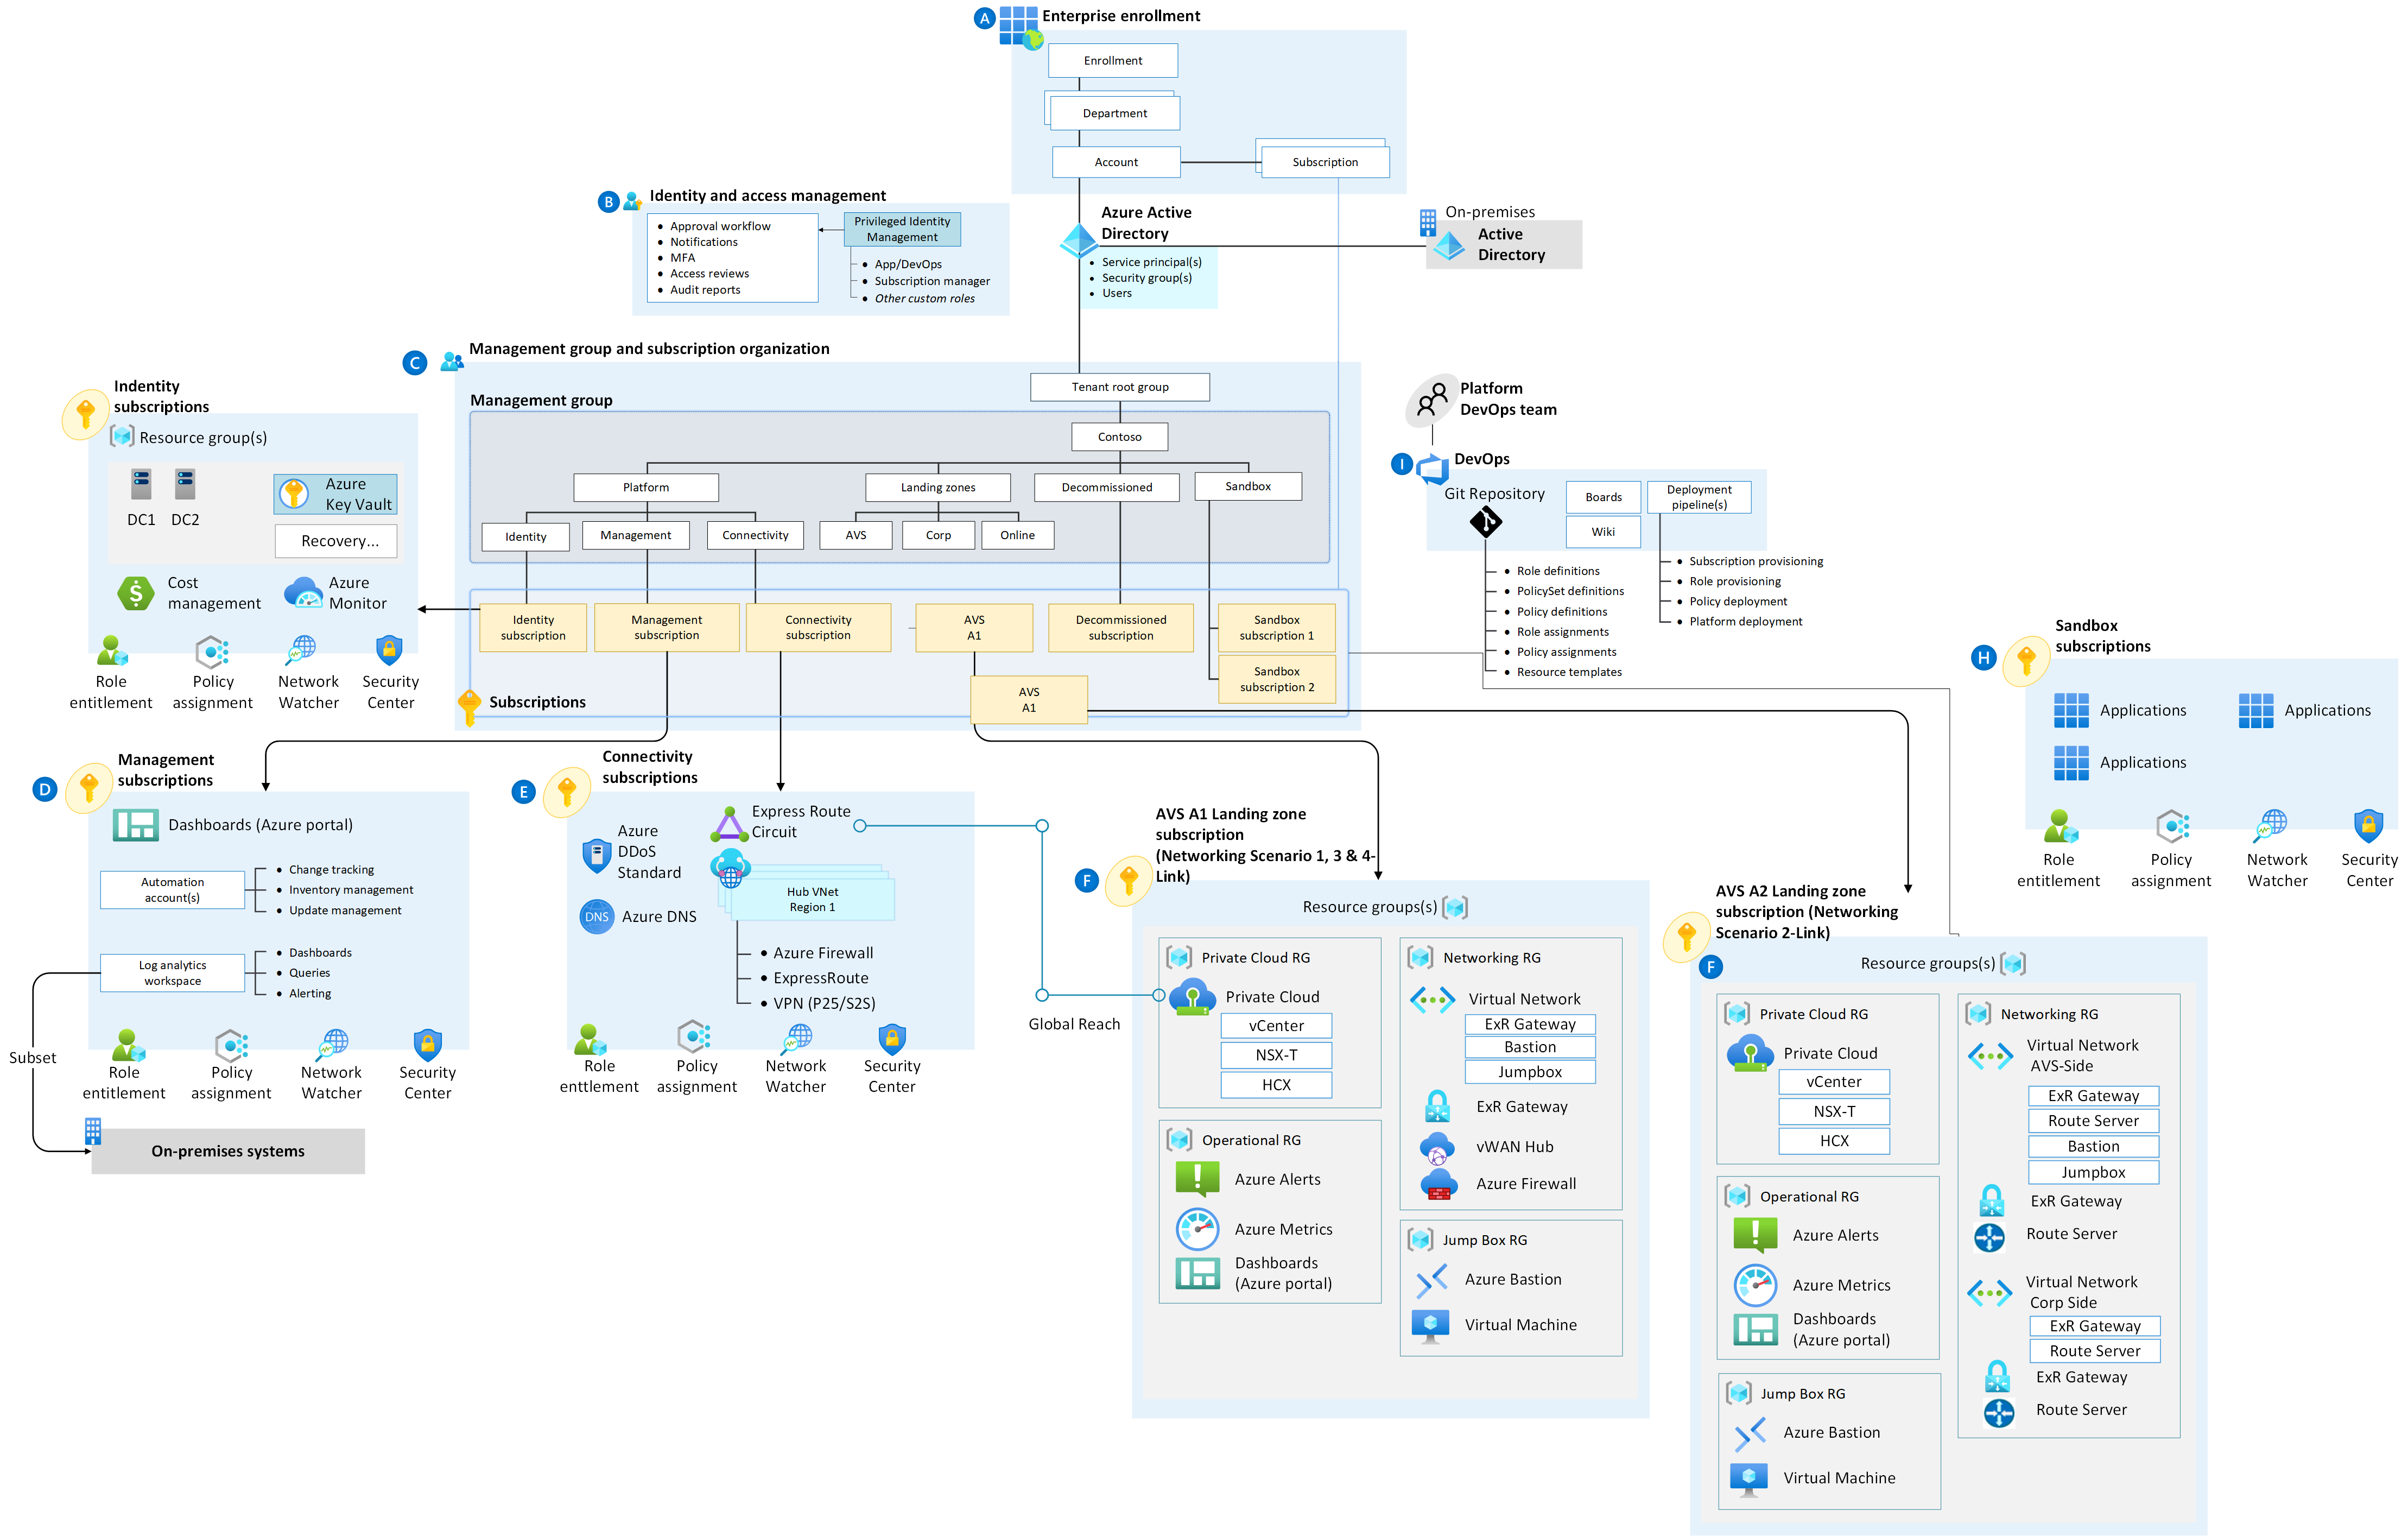 A
Enterprise enrollment
Enrollment
Department
Account
Subscription
B
Identity and access management
• Approval workflow
• Notifications
• MFA
• Access reviews
• Audit reports
Privileged Identity
Management
• App/DevOps
• Subscription manager
• Other custom roles
Azure Active
Directory
• Service principal(s)
• Security group(s)
• Users
On-premises
Active
Directory
C
Management group and subscription organization
Tenant root group
Management group
Contoso
Platform
Landing zones
Decommissioned
Sandbox
Identity
Management
Connectivity
AVS
Corp
Online
Identity
subscription
Management
subscription
Connectivity
subscription
AVS
A1
Decommissioned
subscription
Sandbox
subscription 1
Sandbox
subscription 2
AVS
A1
Subscriptions
Indentity
subscriptions
Resource group(s)
DC1
DC2
Azure
Key Vault
Recovery...
Cost
management
Azure
Monitor
Role
entitlement
Policy
assignment
Network
Watcher
Security
Center
Platform
DevOps team
I
DevOps
Git Repository
Boards
Wiki
Deployment
pipeline(s)
• Role definitions
• PolicySet definitions
• Policy definitions
• Role assignments
• Policy assignments
• Resource templates
• Subscription provisioning
• Role provisioning
• Policy deployment
• Platform deployment
H
Sandbox
subscriptions
Applications
Applications
Applications
Role
entitlement
Policy
assignment
Network
Watcher
Security
Center
D
Management
subscriptions
Dashboards (Azure portal)
Automation
account(s)
• Change tracking
• Inventory management
• Update management
Log analytics
workspace
• Dashboards
• Queries
• Alerting
Subset
Role
entitlement
Policy
assignment
Network
Watcher
Security
Center
On-premises systems
E
Connectivity
subscriptions
Azure
DDoS
Standard
Express Route
Circuit
DNS
Azure DNS
Hub VNet
Region 1
• Azure Firewall
• ExpressRoute
• VPN (P25/S2S)
Role
enttlement
Policy
assignment
Network
Watcher
Security
Center
Global Reach
F
AVS A1 Landing zone
subscription
(Networking Scenario 1, 3 & 4-
Link)
Resource groups(s)
Private Cloud RG
Private Cloud
vCenter
NSX-T
HCX
Operational RG
Azure Alerts
Azure Metrics
Dashboards
(Azure portal)
Networking RG
Virtual Network
ExR Gateway
Bastion
Jumpbox
ExR Gateway
vWAN Hub
Azure Firewall
Jump Box RG
Azure Bastion
Virtual Machine
F
AVS A2 Landing zone
subscription (Networking
Scenario 2-Link)
Resource groups(s)
Private Cloud RG
Private Cloud
vCenter
NSX-T
HCX
Operational RG
Azure Alerts
Azure Metrics
Dashboards
(Azure portal)
Jump Box RG
Azure Bastion
Virtual Machine
Networking RG
Virtual Network
AVS-Side
ExR Gateway
Route Server
Bastion
Jumpbox
ExR Gateway
Route Server
Virtual Network
Corp Side
ExR Gateway
Route Server
ExR Gateway
Route Server